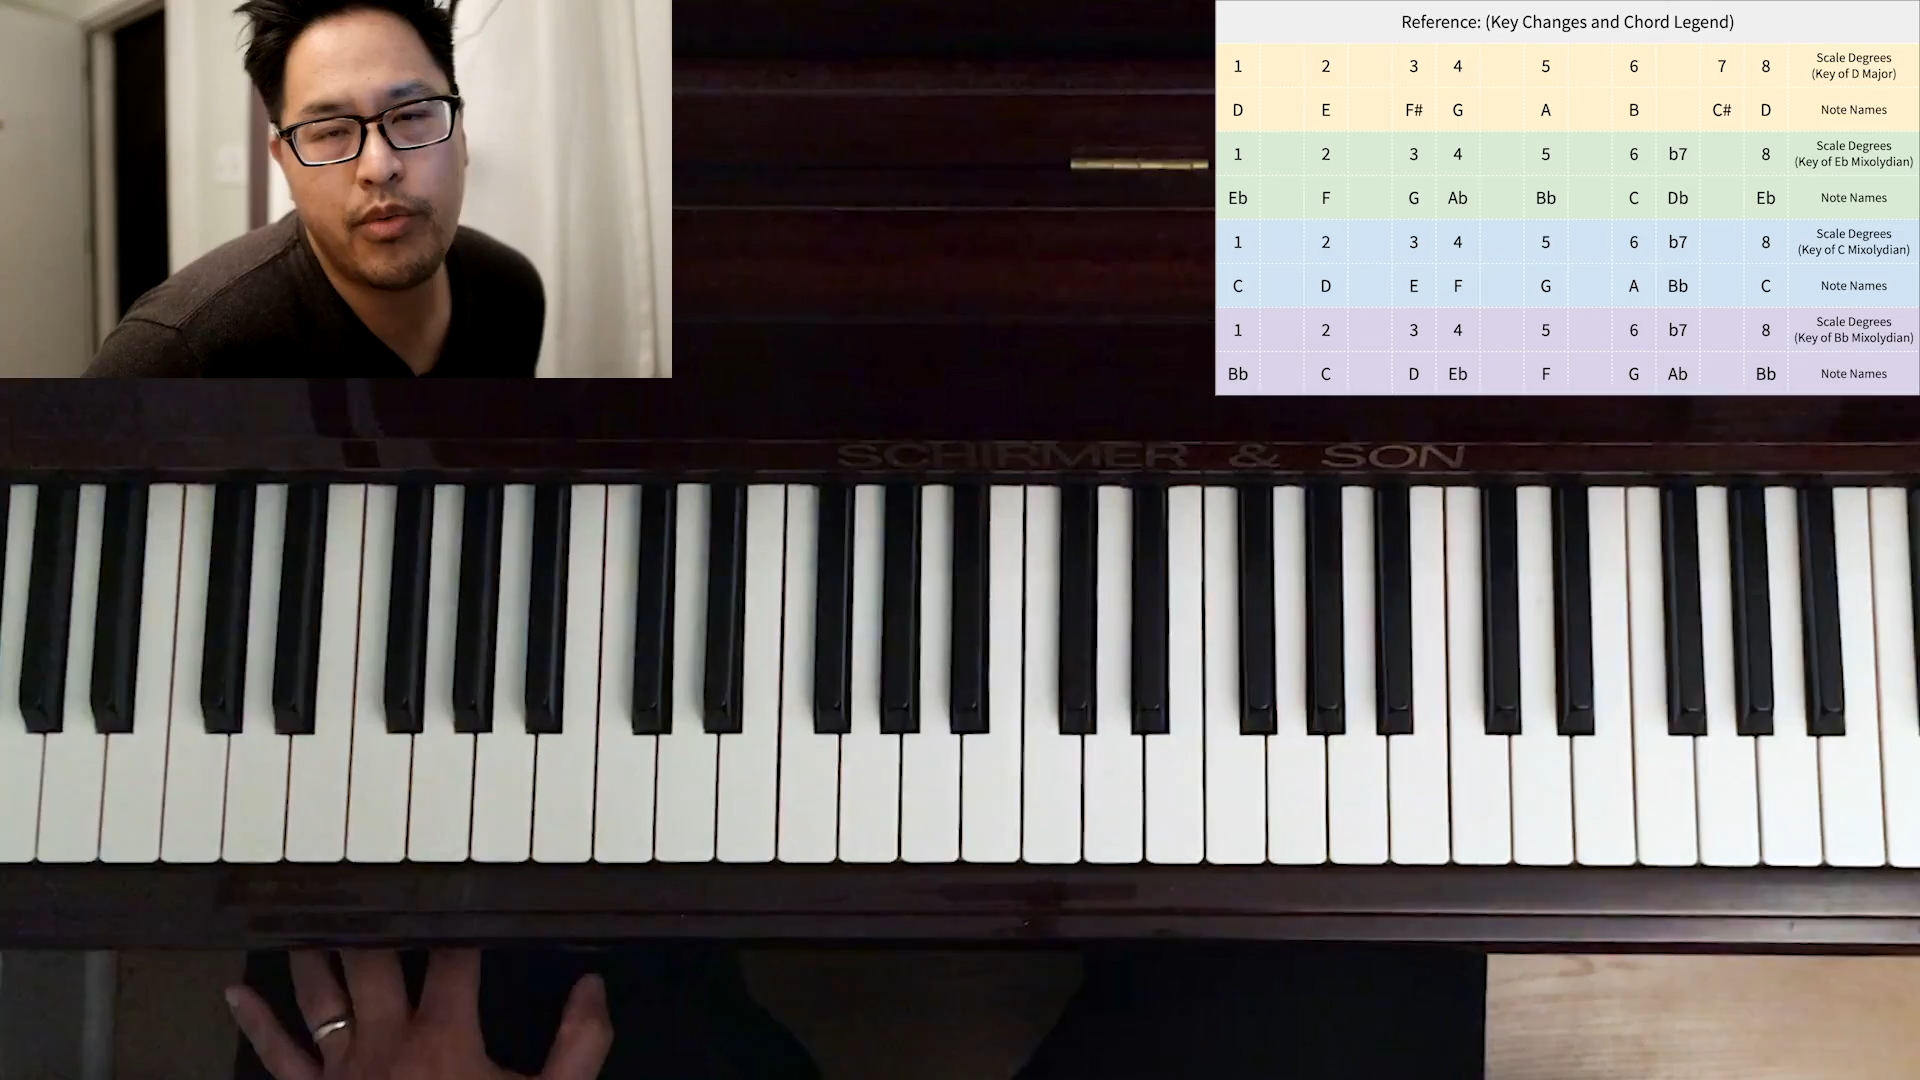 Reference: (Key Changes and Chord Legend)
1 2 3 4 5 6 7 8 Scale Degrees
(Key of D Major)
D E F# G A B C# D Note Names
1 2 3 4 5 6 b7 8 Scale Degrees
(Key of Eb Mixolydian)
Eb F G Ab Bb C Db Eb Note Names
1 2 3 4 5 6 b7 8 Scale Degrees
(Key of C Mixolydian)
C D E F G A Bb C Note Names
1 2 3 4 5 6 b7 8 Scale Degrees
(Key of Bb Mixolydian)
Bb C D Eb F G Ab Bb Note Names
SCHIRMER & SON